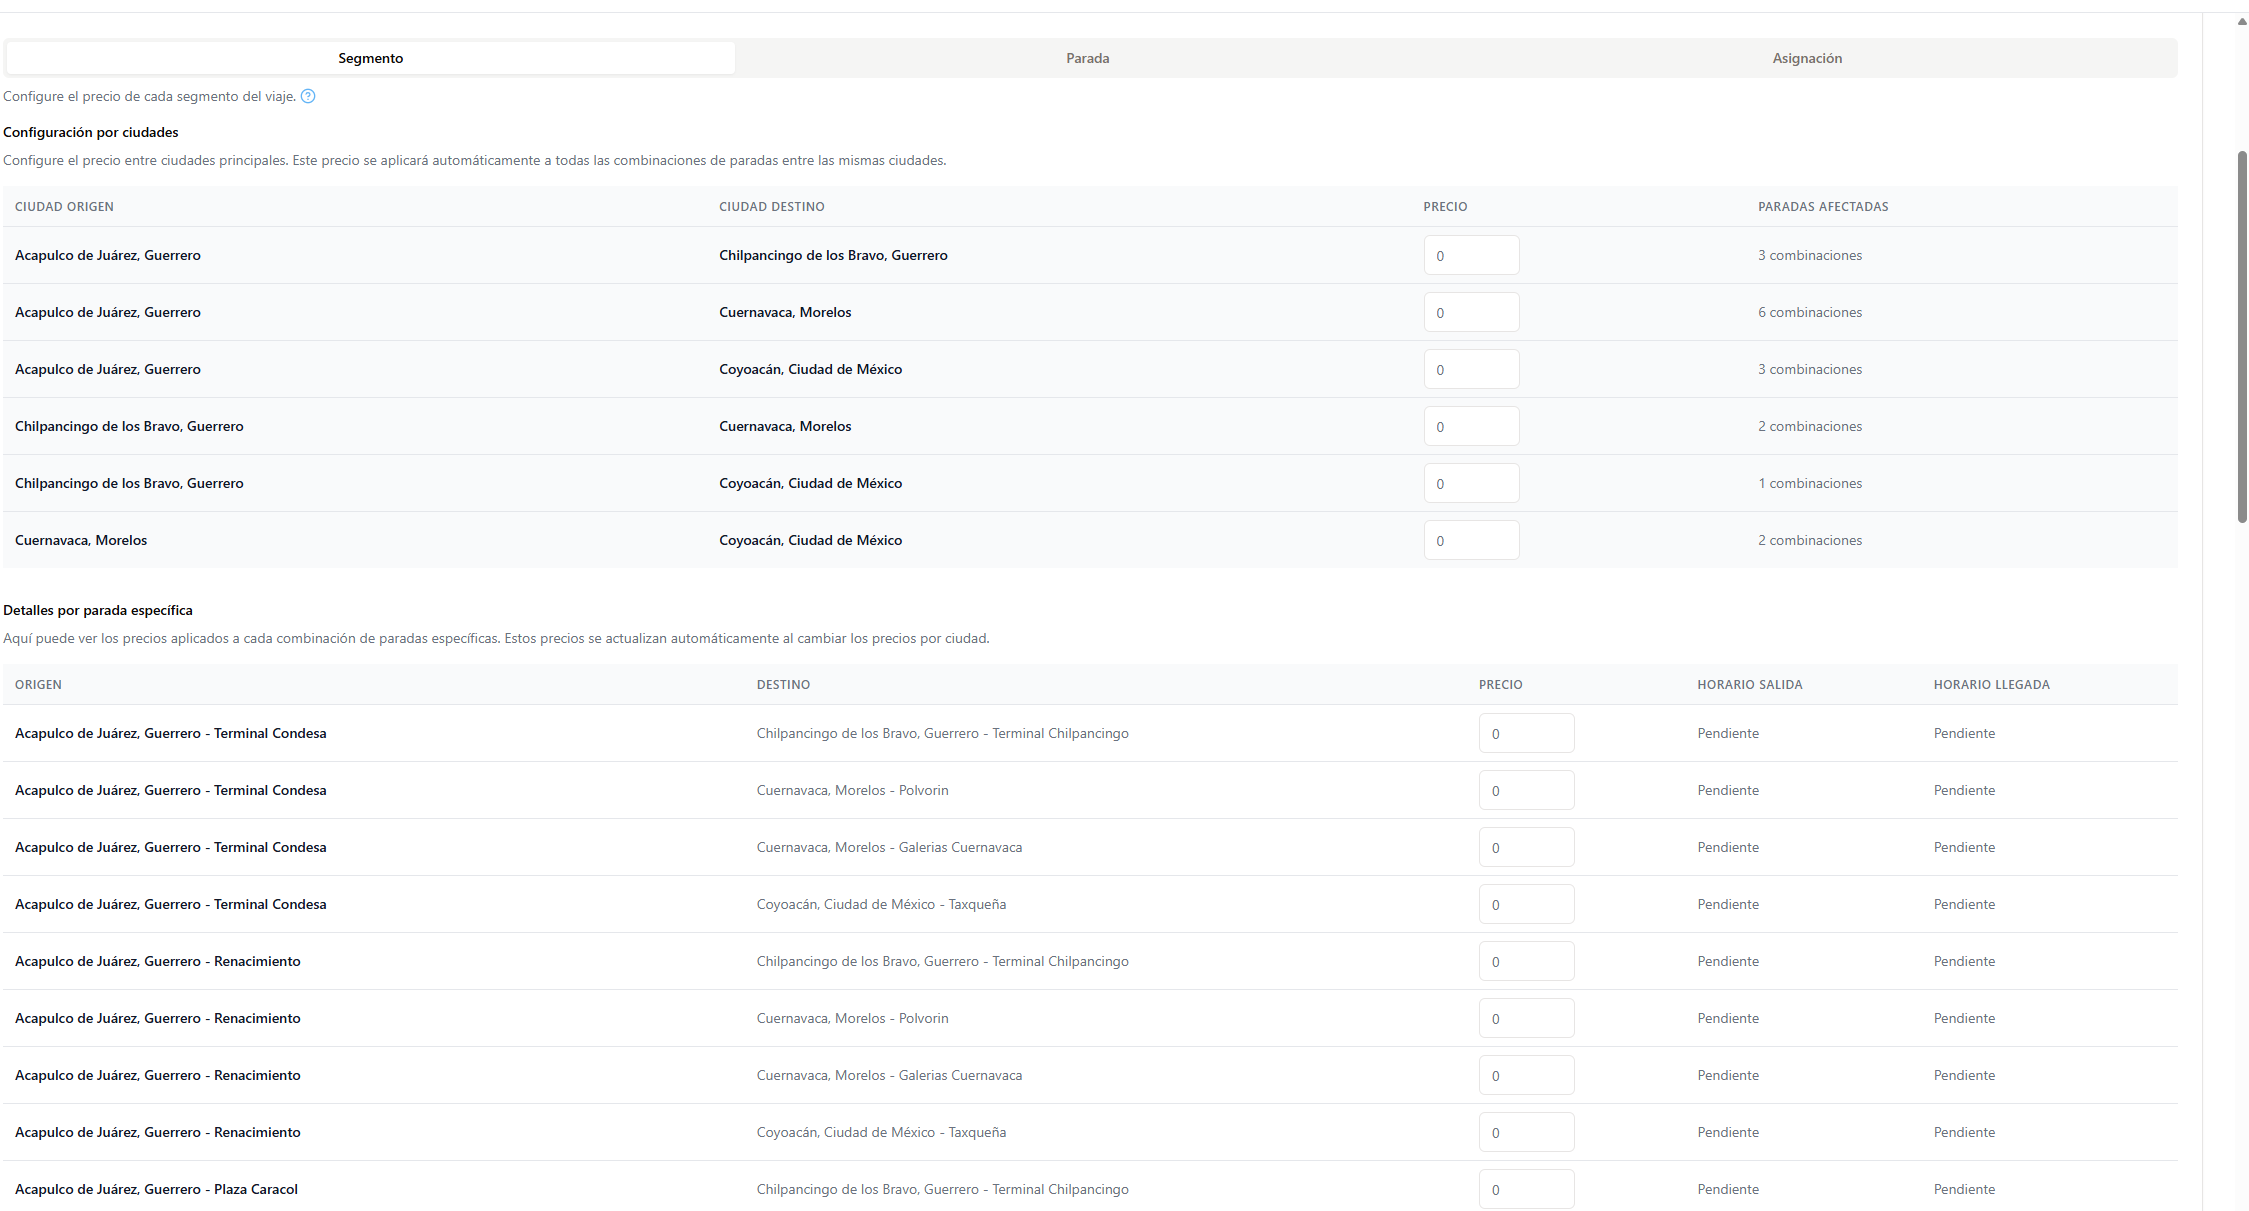 Segmento Parada Asignación
Configure el precio de cada segmento del viaje. ?
Configuración por ciudades
Configure el precio entre ciudades principales. Este precio se aplicará automáticamente a todas las combinaciones de paradas entre las mismas ciudades.
CIUDAD ORIGEN CIUDAD DESTINO PRECIO PARADAS AFECTADAS
Acapulco de Juárez, Guerrero Chilpancingo de los Bravo, Guerrero 0 3 combinaciones
Acapulco de Juárez, Guerrero Cuernavaca, Morelos 0 6 combinaciones
Acapulco de Juárez, Guerrero Coyoacán, Ciudad de México 0 3 combinaciones
Chilpancingo de los Bravo, Guerrero Cuernavaca, Morelos 0 2 combinaciones
Chilpancingo de los Bravo, Guerrero Coyoacán, Ciudad de México 0 1 combinaciones
Cuernavaca, Morelos Coyoacán, Ciudad de México 0 2 combinaciones
Detalles por parada específica
Aquí puede ver los precios aplicados a cada combinación de paradas específicas. Estos precios se actualizan automáticamente al cambiar los precios por ciudad.
ORIGEN DESTINO PRECIO HORARIO SALIDA HORARIO LLEGADA
Acapulco de Juárez, Guerrero - Terminal Condesa Chilpancingo de los Bravo, Guerrero - Terminal Chilpancingo 0 Pendiente Pendiente
Acapulco de Juárez, Guerrero - Terminal Condesa Cuernavaca, Morelos - Polvorin 0 Pendiente Pendiente
Acapulco de Juárez, Guerrero - Terminal Condesa Cuernavaca, Morelos - Galerias Cuernavaca 0 Pendiente Pendiente
Acapulco de Juárez, Guerrero - Terminal Condesa Coyoacán, Ciudad de México - Taxqueña 0 Pendiente Pendiente
Acapulco de Juárez, Guerrero - Renacimiento Chilpancingo de los Bravo, Guerrero - Terminal Chilpancingo 0 Pendiente Pendiente
Acapulco de Juárez, Guerrero - Renacimiento Cuernavaca, Morelos - Polvorin 0 Pendiente Pendiente
Acapulco de Juárez, Guerrero - Renacimiento Cuernavaca, Morelos - Galerias Cuernavaca 0 Pendiente Pendiente
Acapulco de Juárez, Guerrero - Renacimiento Coyoacán, Ciudad de México - Taxqueña 0 Pendiente Pendiente
Acapulco de Juárez, Guerrero - Plaza Caracol Chilpancingo de los Bravo, Guerrero - Terminal Chilpancingo 0 Pendiente Pendiente